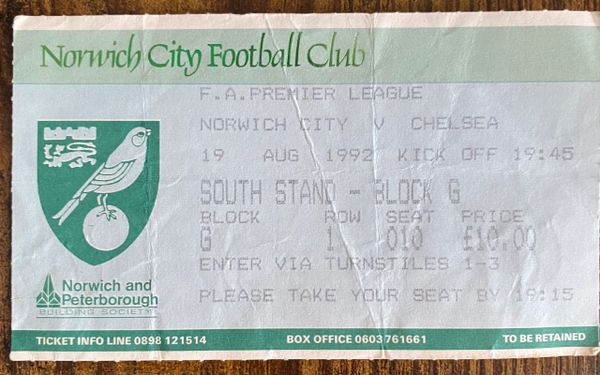 Norwich City Football Club
F.A.PREMIER LEAGUE
NORWICH CITY V CHELSEA
19 AUG 1992 KICK OFF 19:45
SOUTH STAND - BLOCK G
BLOCK ROW SEAT PRICE
G 1 010 £10.00
ENTER VIA TURNSTILES 1-3
PLEASE TAKE YOUR SEAT BY 19:15
Norwich and
Peterborough
BUILDING SOCIETY
TICKET INFO LINE 0898 121514 BOX OFFICE 0603 761661 TO BE RETAINED